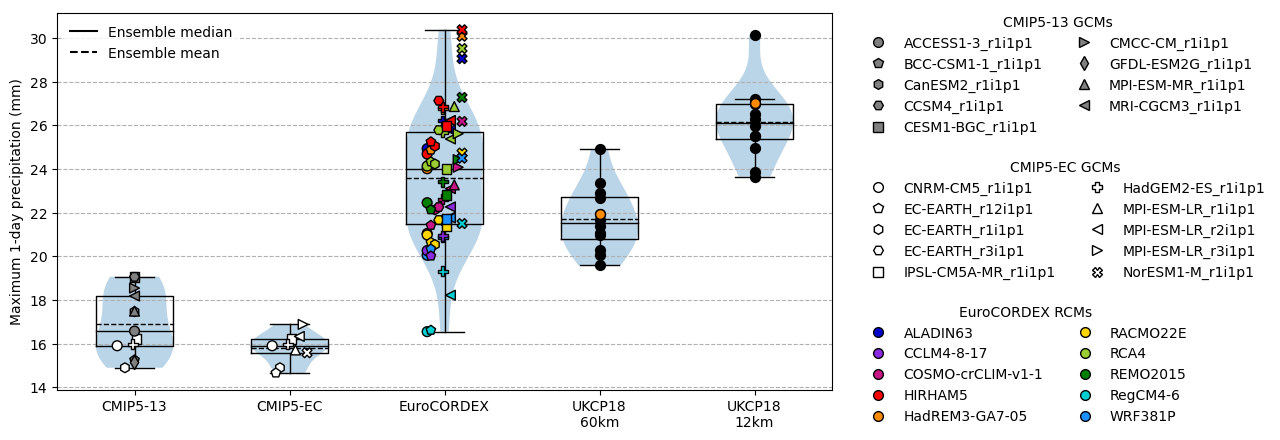 Maximum 1-day precipitation (mm)
30
28
26
24
22
20
18
16
14
Ensemble median
Ensemble mean
CMIP5-13
CMIP5-EC
EuroCORDEX
UKCP18
60km
UKCP18
12km
CMIP5-13 GCMs
ACCESS1-3_r1i1p1
BCC-CSM1-1_r1i1p1
CanESM2_r1i1p1
CCSM4_r1i1p1
CESM1-BGC_r1i1p1
CMCC-CM_r1i1p1
GFDL-ESM2G_r1i1p1
MPI-ESM-MR_r1i1p1
MRI-CGCM3_r1i1p1
CMIP5-EC GCMs
CNRM-CM5_r1i1p1
EC-EARTH_r12i1p1
EC-EARTH_r1i1p1
EC-EARTH_r3i1p1
IPSL-CM5A-MR_r1i1p1
HadGEM2-ES_r1i1p1
MPI-ESM-LR_r1i1p1
MPI-ESM-LR_r2i1p1
MPI-ESM-LR_r3i1p1
NorESM1-M_r1i1p1
EuroCORDEX RCMs
ALADIN63
CCLM4-8-17
COSMO-crCLIM-v1-1
HIRHAM5
HadREM3-GA7-05
RACMO22E
RCA4
REMO2015
RegCM4-6
WRF381P